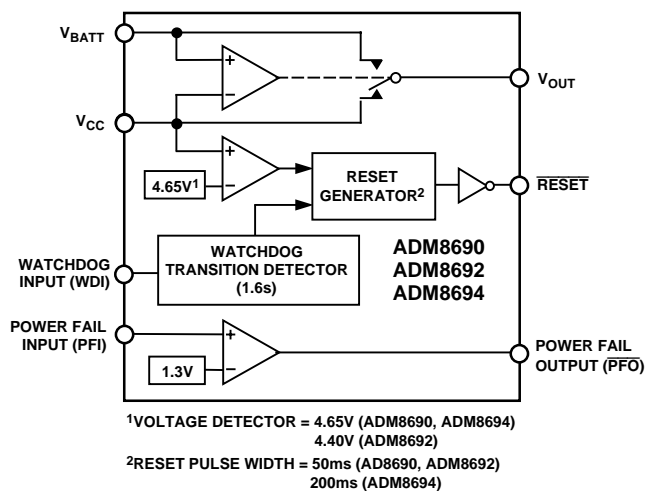 VBATT
VOUT
VCC
4.65V1
RESET
GENERATOR2
RESET
WATCHDOG
TRANSITION DETECTOR
(1.6s)
ADM8690
ADM8692
ADM8694
WATCHDOG
INPUT (WDI)
POWER FAIL
INPUT (PFI)
1.3V
POWER FAIL
OUTPUT (PFO)
1VOLTAGE DETECTOR = 4.65V (ADM8690, ADM8694)
4.40V (ADM8692)
2RESET PULSE WIDTH = 50ms (AD8690, ADM8692)
200ms (ADM8694)